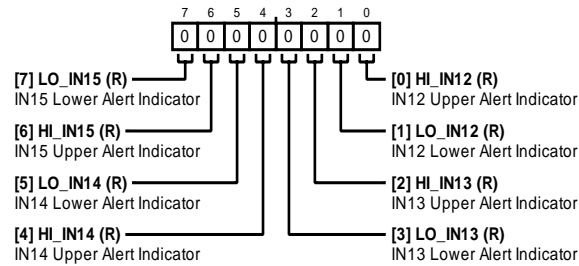 7 6 5 4 3 2 1 0
0 0 0 0 0 0 0 0
[7] LO_IN15 (R)
IN15 Lower Alert Indicator
[6] HI_IN15 (R)
IN15 Upper Alert Indicator
[5] LO_IN14 (R)
IN14 Lower Alert Indicator
[4] HI_IN14 (R)
IN14 Upper Alert Indicator
[0] HI_IN12 (R)
IN12 Upper Alert Indicator
[1] LO_IN12 (R)
IN12 Lower Alert Indicator
[2] HI_IN13 (R)
IN13 Upper Alert Indicator
[3] LO_IN13 (R)
IN13 Lower Alert Indicator